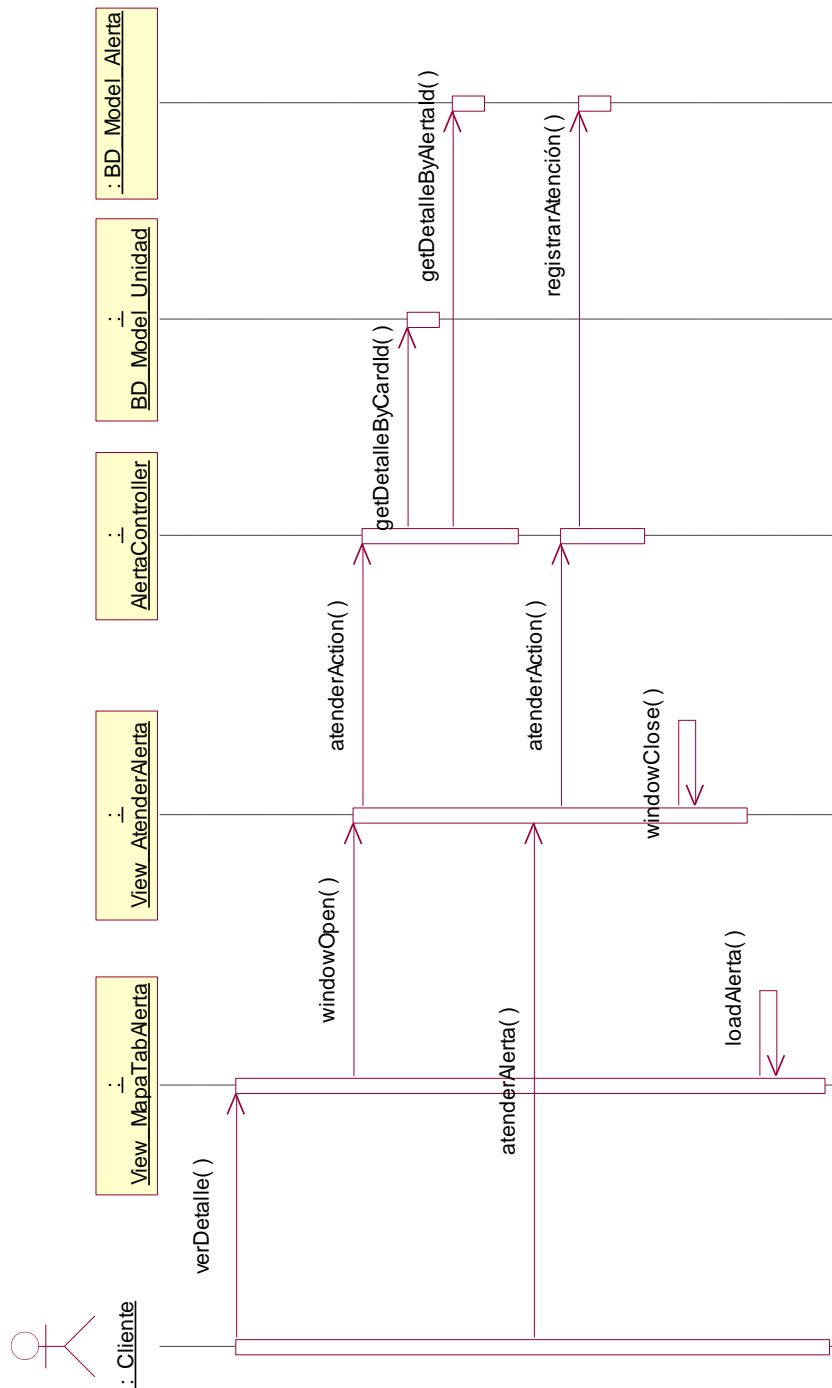 : Cliente
: 
View_MapaTabAlerta
: 
View_AtenderAlerta
: 
AlertaController
: 
BD_Model_Unidad
: BD_Model_Alerta
verDetalle( )
windowOpen( )
atenderAction( )
getDetalleByCardId( )
getDetalleByAlertaId( )
atenderAlerta( )
atenderAction( )
registrarAtención( )
windowClose( )
loadAlerta( )